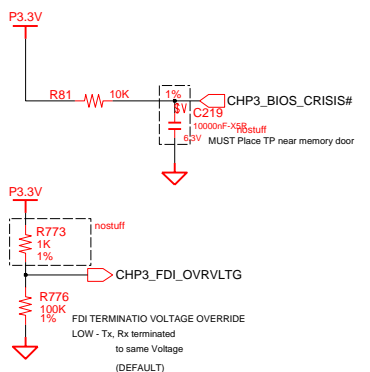 P3.3V
R81 10K 1%
CHP3_BIOS_CRISIS#
C219
10000nF-X5R
nostuff
6.3V
MUST Place TP near memory door
P3.3V
nostuff
R773
1K
1%
CHP3_FDI_OVRVLTG
R776
100K
1%
FDI TERMINATIO VOLTAGE OVERRIDE
LOW - Tx, Rx terminated
to same Voltage
(DEFAULT)